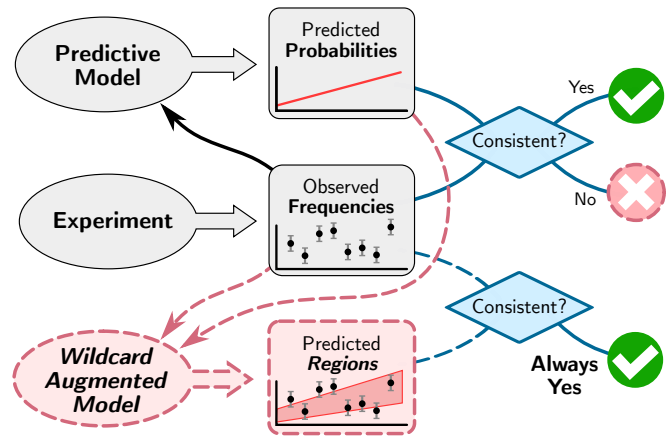 Predictive
Model
Predicted
Probabilities
Consistent?
Yes
No
Experiment
Observed
Frequencies
Consistent?
Always
Yes
Wildcard
Augmented
Model
Predicted
Regions